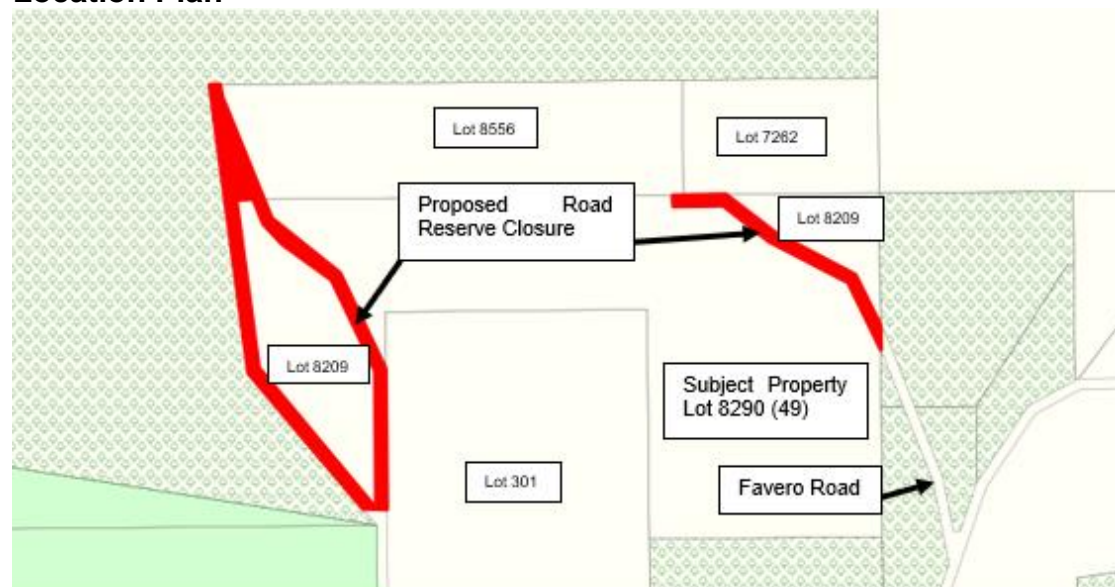 Location Plan
Lot 8556
Lot 7262
Proposed Road
Reserve Closure
Lot 8209
Lot 8209
Subject Property
Lot 8290 (49)
Lot 301
Favero Road